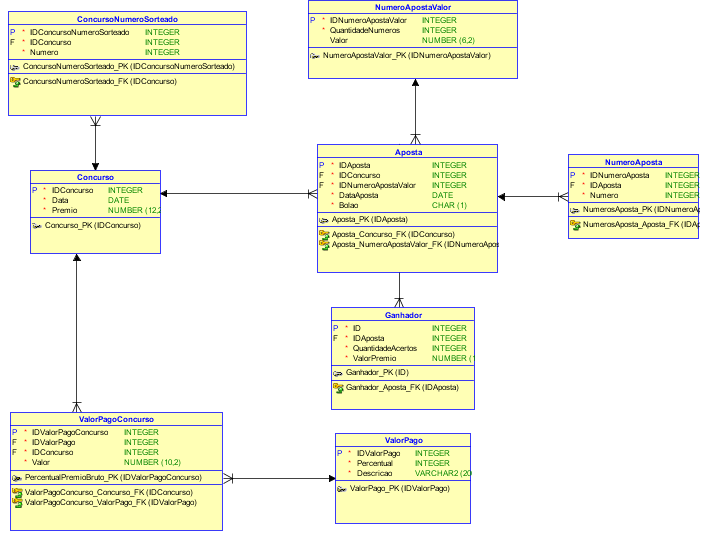 ConcursoNumeroSorteado
P * IDConcursoNumeroSorteado INTEGER
F * IDConcurso INTEGER
* Numero INTEGER
ConcursoNumeroSorteado_PK (IDConcursoNumeroSorteado)
ConcursoNumeroSorteado_FK (IDConcurso)
NumeroApostaValor
P * IDNumeroApostaValor INTEGER
* QuantidadeNumeros INTEGER
Valor NUMBER (6,2)
NumeroApostaValor_PK (IDNumeroApostaValor)
Concurso
P * IDConcurso INTEGER
* Data DATE
* Premio NUMBER (12,2
Concurso_PK (IDConcurso)
Aposta
P * IDAposta INTEGER
F * IDConcurso INTEGER
F * IDNumeroApostaValor INTEGER
* DataAposta DATE
* Bolao CHAR (1)
Aposta_PK (IDAposta)
Aposta_Concurso_FK (IDConcurso)
Aposta_NumeroApostaValor_FK (IDNumeroApos
NumeroAposta
P * IDNumeroAposta INTEGER
F * IDAposta INTEGER
* Numero INTEGER
NumerosAposta_PK (IDNumeroA
NumerosAposta_Aposta_FK (IDA
Ganhador
P * ID INTEGER
F * IDAposta INTEGER
* QuantidadeAcertos INTEGER
* ValorPremio NUMBER (
Ganhador_PK (ID)
Ganhador_Aposta_FK (IDAposta)
ValorPagoConcurso
P * IDValorPagoConcurso INTEGER
F * IDValorPago INTEGER
F * IDConcurso INTEGER
* Valor NUMBER (10,2)
PercentualPremioBruto_PK (IDValorPagoConcurso)
ValorPagoConcurso_Concurso_FK (IDConcurso)
ValorPagoConcurso_ValorPago_FK (IDValorPago)
ValorPago
P * IDValorPago INTEGER
* Percentual INTEGER
* Descricao VARCHAR2 (20
ValorPago_PK (IDValorPago)